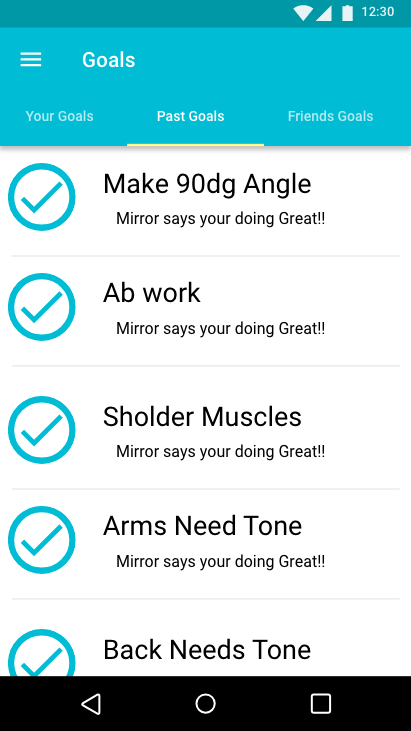 12:30
Goals
Your Goals Past Goals Friends Goals
Make 90dg Angle
Mirror says your doing Great!!
Ab work
Mirror says your doing Great!!
Sholder Muscles
Mirror says your doing Great!!
Arms Need Tone
Mirror says your doing Great!!
Back Needs Tone